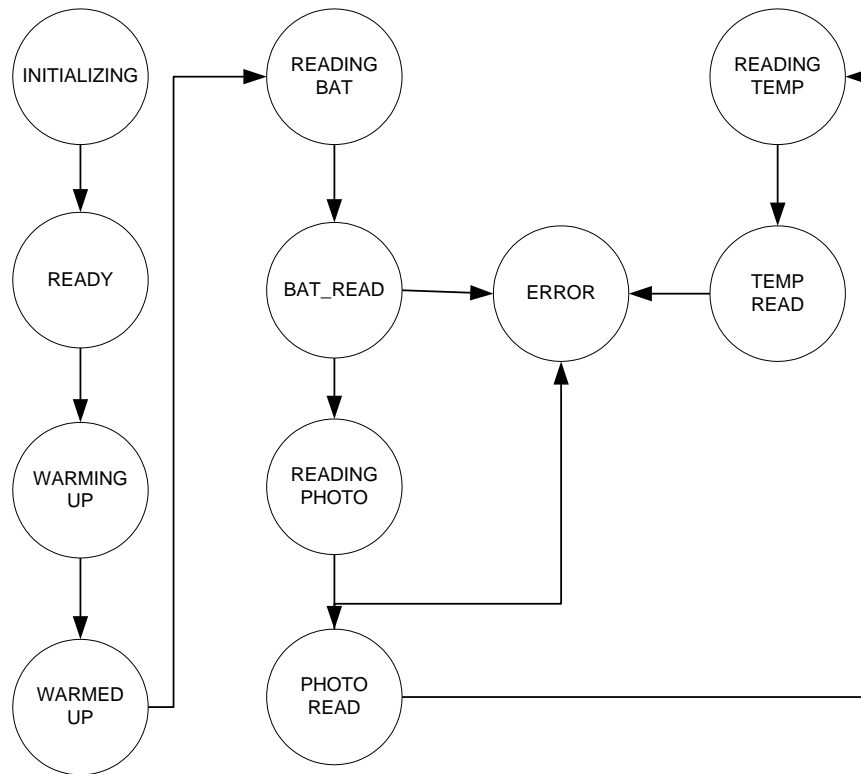 INITIALIZING
READY
WARMING
UP
WARMED
UP
READING
BAT
BAT_READ
READING
PHOTO
PHOTO
READ
ERROR
READING
TEMP
TEMP
READ